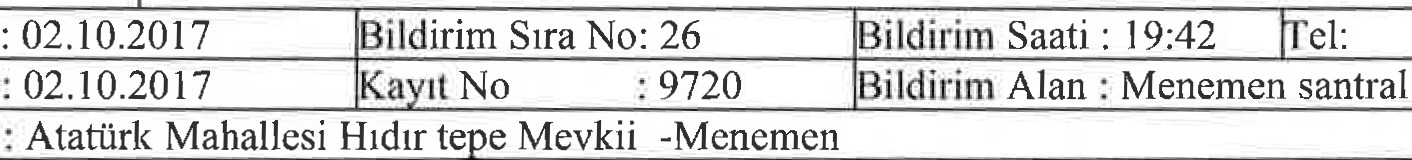 : 02.10.2017 Bildirim Sıra No: 26 Bildirim Saati : 19:42 Tel:
: 02.10.2017 Kayıt No : 9720 Bildirim Alan : Menemen santral
: Atatürk Mahallesi Hıdır tepe Mevkii -Menemen